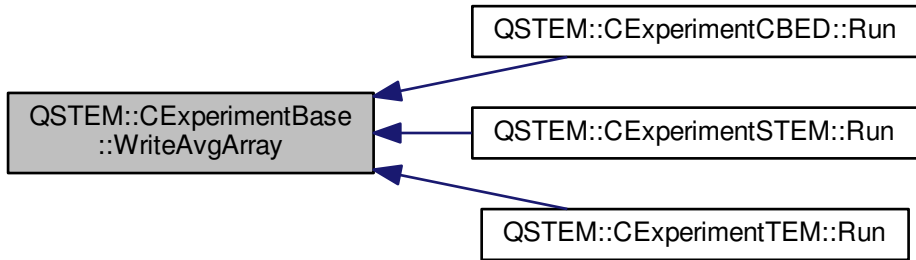 QSTEM::CExperimentCBED::Run
QSTEM::CExperimentBase
::WriteAvgArray
QSTEM::CExperimentSTEM::Run
QSTEM::CExperimentTEM::Run